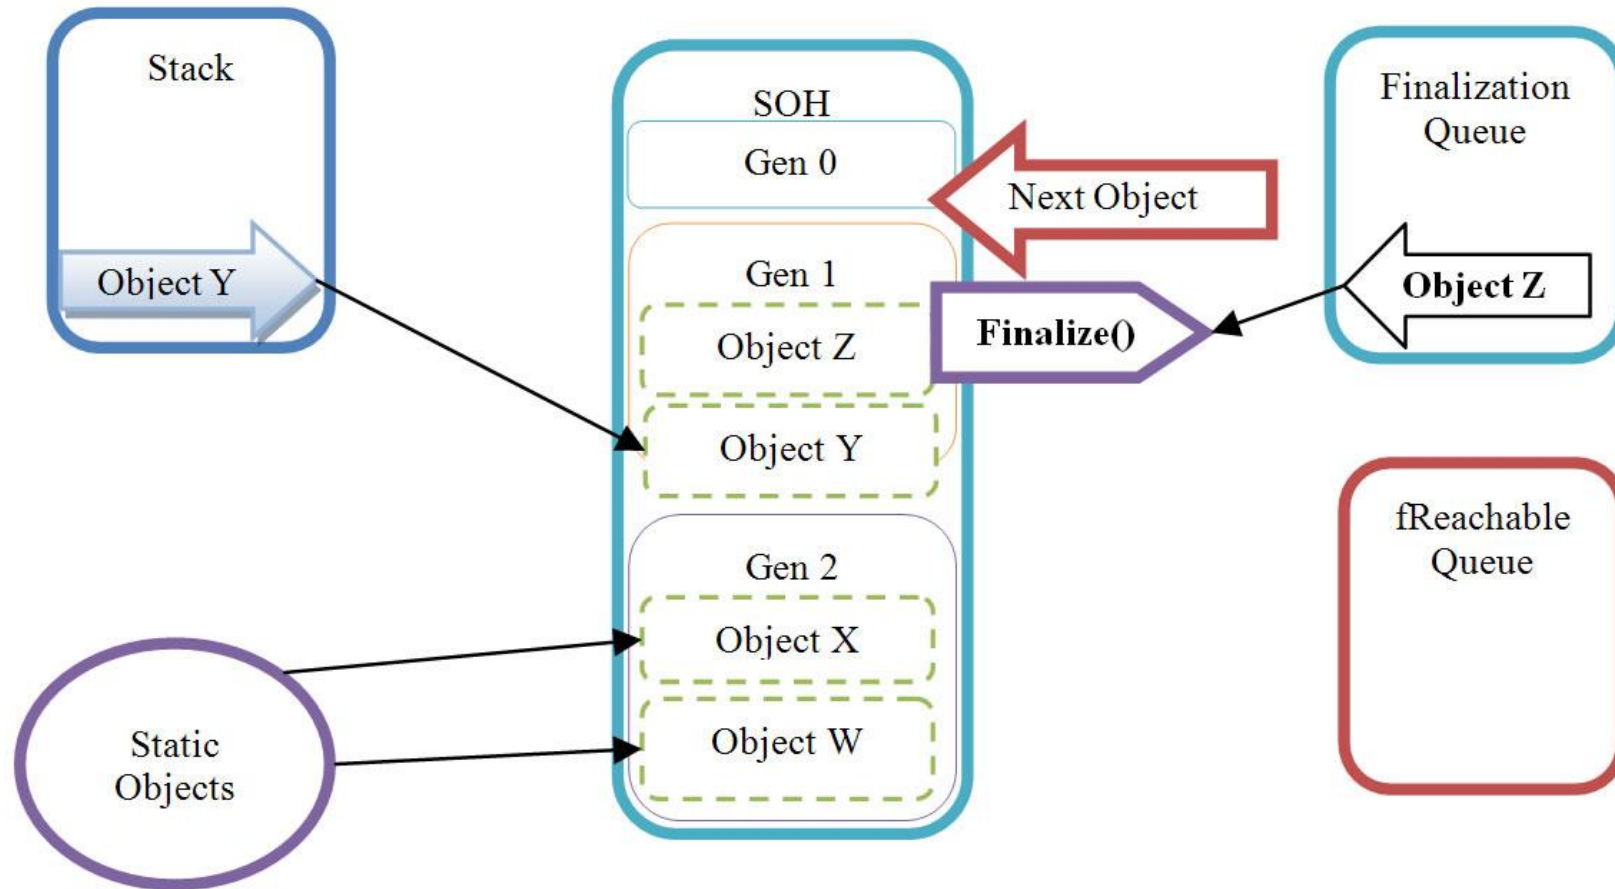 Stack
Object Y
SOH
Gen 0
Next Object
Gen 1
Object Z
Finalize()
Object Y
Gen 2
Object X
Object W
Static
Objects
Finalization
Queue
Object Z
fReachable
Queue